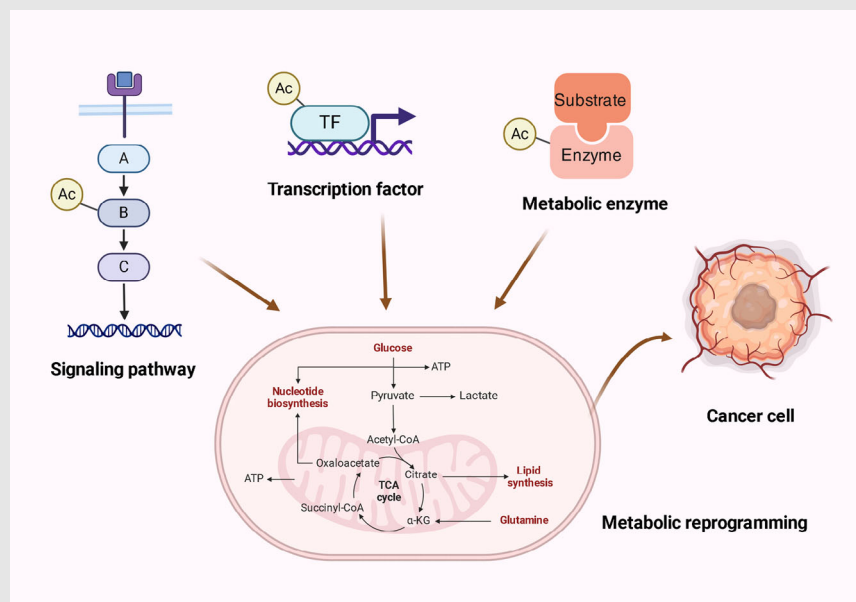 A
Ac
B
C
Signaling pathway
Ac
TF
Transcription factor
Substrate
Ac
Enzyme
Metabolic enzyme
Glucose
ATP
Nucleotide
biosynthesis
Pyruvate
Lactate
Acetyl-CoA
Oxaloacetate
Citrate
ATP
TCA
cycle
Lipid
synthesis
Succinyl-CoA
α-KG
Glutamine
Cancer cell
Metabolic reprogramming